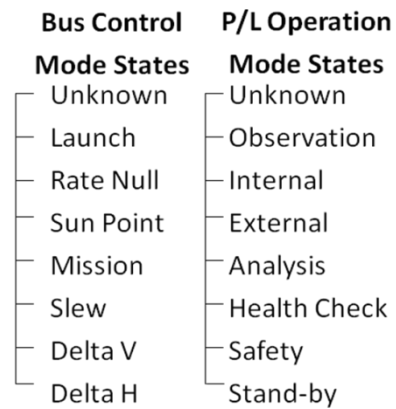 Bus Control
Mode States
Unknown
Launch
Rate Null
Sun Point
Mission
Slew
Delta V
Delta H
P/L Operation
Mode States
Unknown
Observation
Internal
External
Analysis
Health Check
Safety
Stand-by